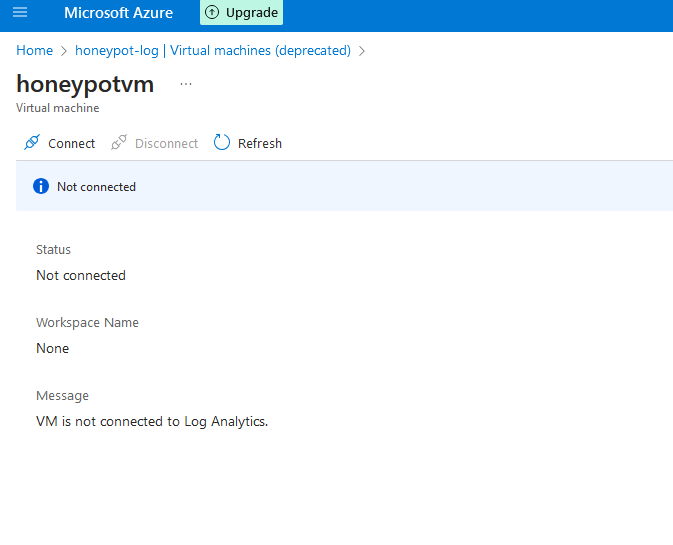 Microsoft Azure
Upgrade
Home > honeypot-log | Virtual machines (deprecated) >
honeypotvm ...
Virtual machine
Connect Disconnect Refresh
Not connected
Status
Not connected
Workspace Name
None
Message
VM is not connected to Log Analytics.